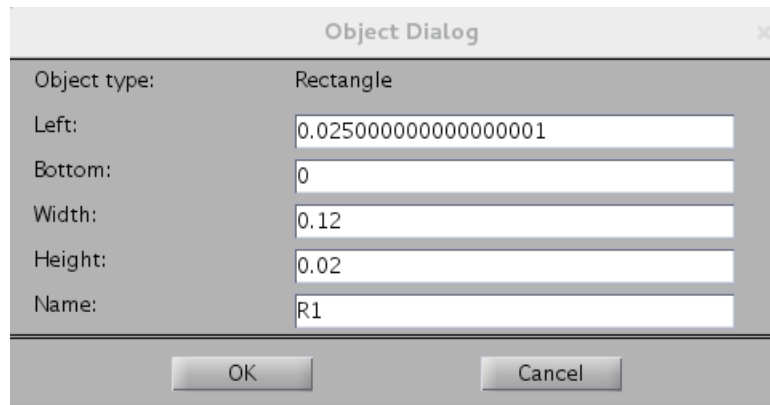 Object Dialog
Object type: Rectangle
Left: 0.025000000000000001
Bottom: 0
Width: 0.12
Height: 0.02
Name: R1
OK Cancel